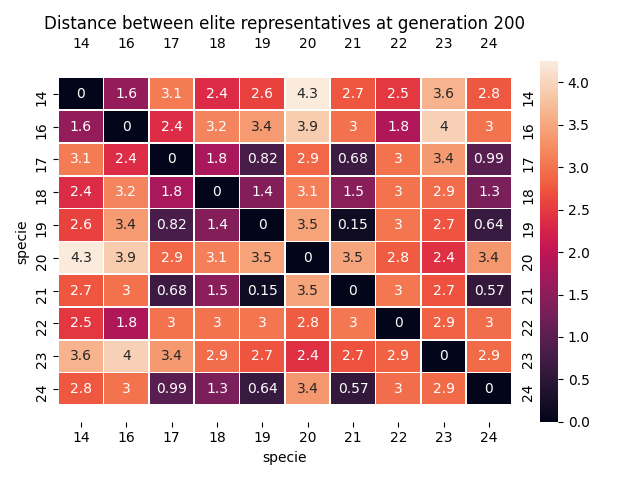 Distance between elite representatives at generation 200
14 16 17 18 19 20 21 22 23 24
14 0 1.6 3.1 2.4 2.6 4.3 2.7 2.5 3.6 2.8 14
16 1.6 0 2.4 3.2 3.4 3.9 3 1.8 4 3 16
17 3.1 2.4 0 1.8 0.82 2.9 0.68 3 3.4 0.99 17
18 2.4 3.2 1.8 0 1.4 3.1 1.5 3 2.9 1.3 18
19 2.6 3.4 0.82 1.4 0 3.5 0.15 3 2.7 0.64 19
20 4.3 3.9 2.9 3.1 3.5 0 3.5 2.8 2.4 3.4 20
21 2.7 3 0.68 1.5 0.15 3.5 0 3 2.7 0.57 21
22 2.5 1.8 3 3 3 2.8 3 0 2.9 3 22
23 3.6 4 3.4 2.9 2.7 2.4 2.7 2.9 0 2.9 23
24 2.8 3 0.99 1.3 0.64 3.4 0.57 3 2.9 0 24
14 16 17 18 19 20 21 22 23 24
specie
specie
4.0
3.5
3.0
2.5
2.0
1.5
1.0
0.5
0.0